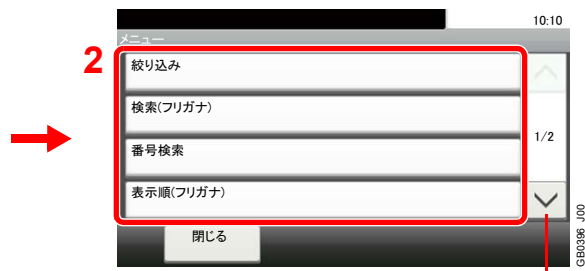 10:10
メニュー
2
絞り込み
検索(フリガナ)
番号検索
1/2
表示順(フリガナ)
閉じる
GB0396_J00